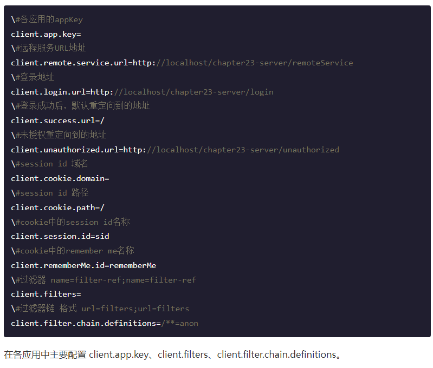 \#各应用的appKey
client.app.key=
\#远程服务URL地址
client.remote.service.url=http://localhost/chapter23-server/remoteService
\#登录地址
client.login.url=http://localhost/chapter23-server/login
\#登录成功后，默认重定向到的地址
client.success.url=/
\#未授权重定向到的地址
client.unauthorized.url=http://localhost/chapter23-server/unauthorized
\#session id 域名
client.cookie.domain=
\#session id 路径
client.cookie.path=/
\#cookie中的session id名称
client.session.id=sid
\#cookie中的remember me名称
client.rememberMe.id=rememberMe
\#过滤器 name=filter-ref;name=filter-ref
client.filters=
\#过滤器链 格式 url=filters;url=filters
client.filter.chain.definitions=/**=anon
在各应用中主要配置 client.app.key、client.filters、client.filter.chain.definitions。